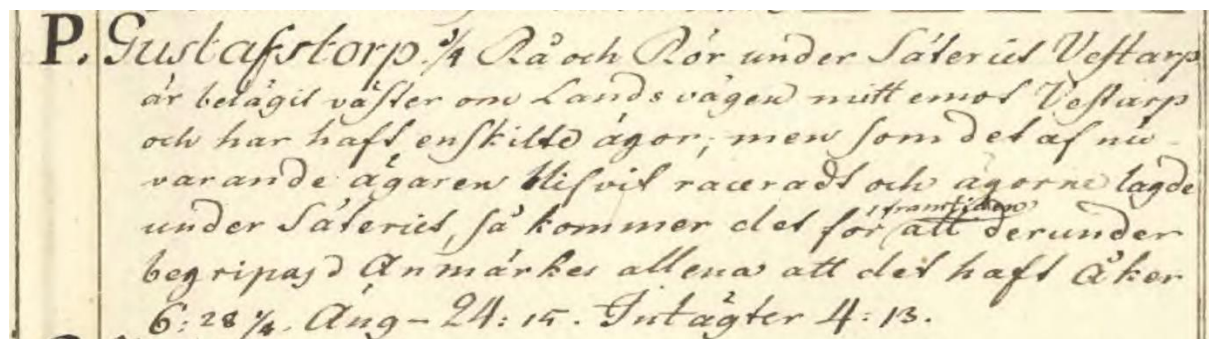 P. Gustafstorp. 1/4 Rå och Rör under Säteriet Vestarp
är belägit väster om Landsvägen mitt emot Vestarp
och har haft enskilte ägor, men som det af nu-
varande ägaren blifvit raceradt och ägorne lagde
under Säteriet, så kommer det för framtiden att derunder
begripas. Anmärkes allena att det haft Åker
6: 28 1/4. Äng - 24: 15. Intägter 4: 13.